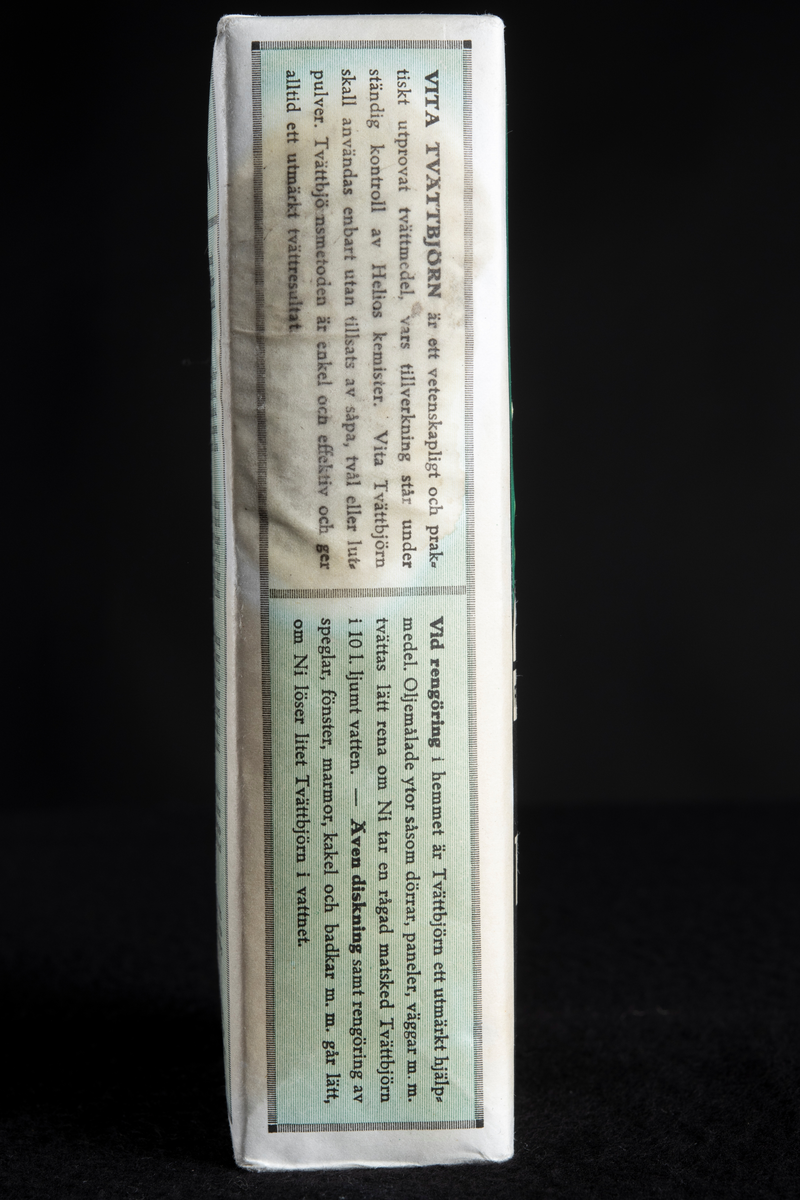 VITA TVÄTTBJÖRN är ett vetenskapligt och prak-
tiskt utprovat tvättmedel, vars tillverkning står under
ständig kontroll av Helios kemister. Vita Tvättbjörn
skall användas enbart utan tillsats av såpa, tvål eller lut-
pulver. Tvättbjö nsmetoden är enkel och effektiv och ger
alltid ett utmärkt tvättresultat.
Vid rengöring i hemmet är Tvättbjörn ett utmärkt hjälp-
medel. Oljemålade ytor såsom dörrar, paneler, väggar m. m.
tvättas lätt rena om Ni tar en rågad matsked Tvättbjörn
i 10 l. ljumt vatten. — Även diskning samt rengöring av
speglar, fönster, marmor, kakel och badkar m. m. går lätt,
om Ni löser litet Tvättbjörn i vattnet.